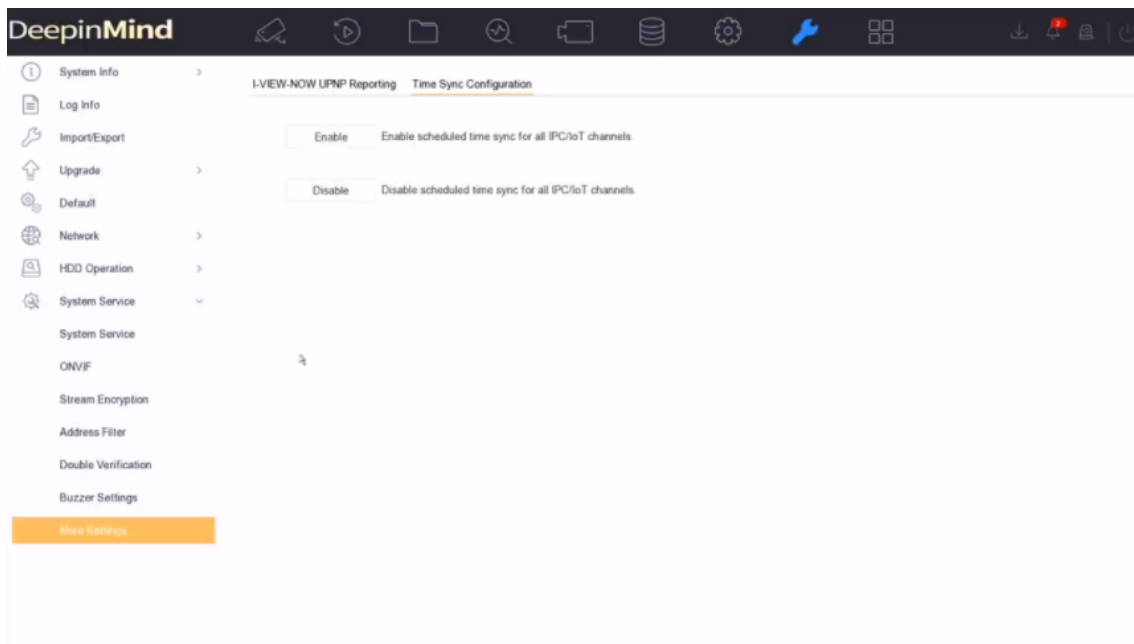 DeepinMind
2
System Info
Log Info
Import/Export
Upgrade
Default
Network
HDD Operation
System Service
System Service
ONVIF
Stream Encryption
Address Filter
Double Verification
Buzzer Settings
More Settings
I-VIEW-NOW UPNP Reporting Time Sync Configuration
Enable Enable scheduled time sync for all IPC/IoT channels.
Disable Disable scheduled time sync for all IPC/IoT channels.